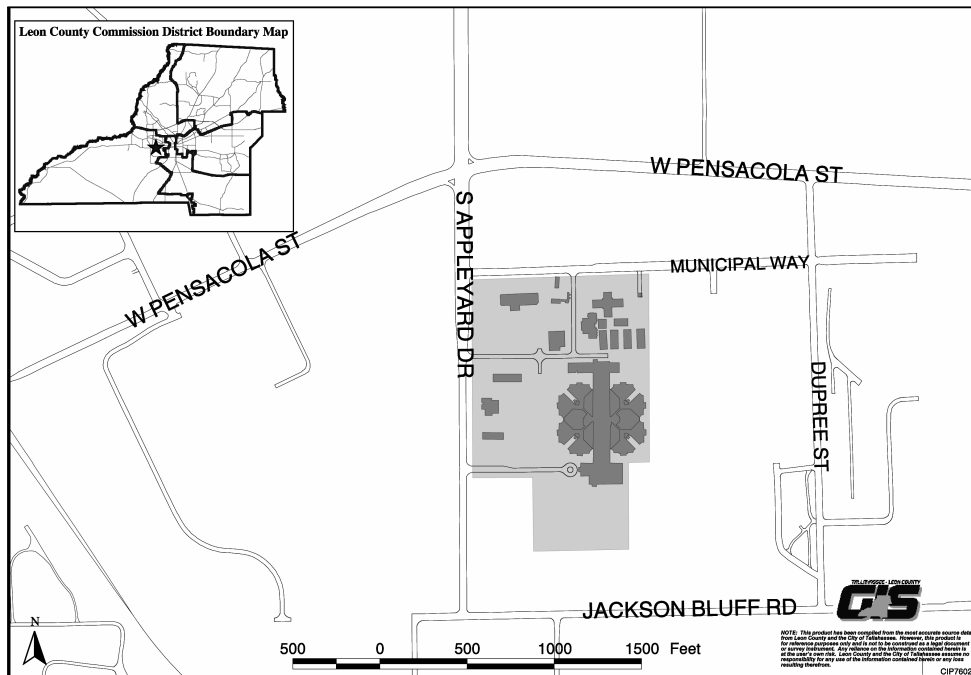 Leon County Commission District Boundary Map
W PENSACOLA ST
W PENSACOLA ST
S APPLEYARD DR
MUNICIPAL WAY
DUPREE ST
JACKSON BLUFF RD
TALLAHASSEE - LEON COUNTY
GIS
N
500 0 500 1000 1500 Feet
NOTE: This product has been compiled from the most accurate source data
from Leon County and the City of Tallahassee. However, this product is
for reference purposes only and is not to be construed as a legal document
or survey instrument. Any reliance on the information contained herein is
at the user's own risk. Leon County and the City of Tallahassee assume no
responsibility for any use of the information contained herein or any loss
resulting therefrom.
CIP7602